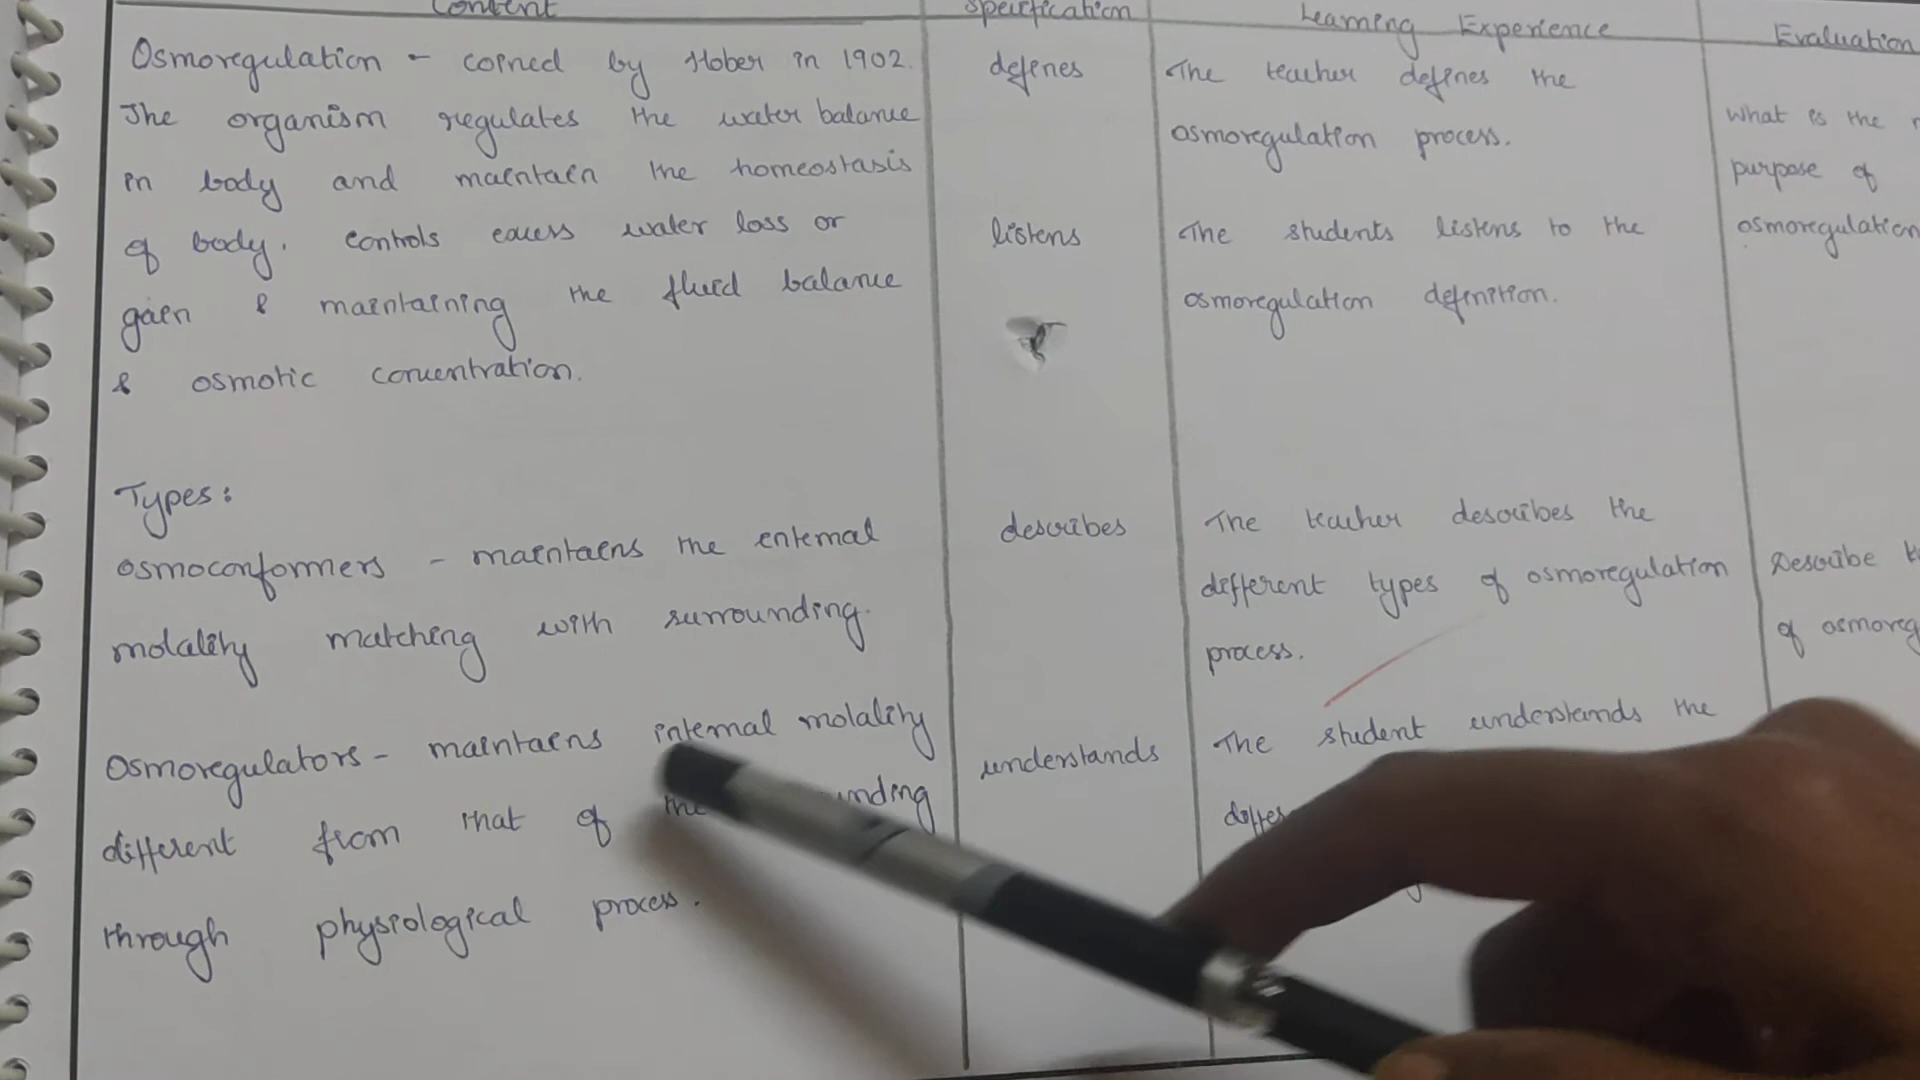 Content
Specification
Learning Experience
Evaluation
Osmoregulation - coined by Hober in 1902.
The organism regulates the water balance
in body and maintain the homeostasis
of body. controls excess water loss or
gain & maintaining the fluid balance
& osmotic concentration.
Types:
Osmoconformers - maintains the internal
molality matching with surrounding.
Osmoregulators - maintains internal molality
different from that of the
through physiological process.
defines
listens
describes
understands
The teacher defines the
osmoregulation process.
The students listens to the
osmoregulation definition.
The teacher describes the
different types of osmoregulation
process.
The student understands the
What is the
purpose of
osmoregulation
Describe
of